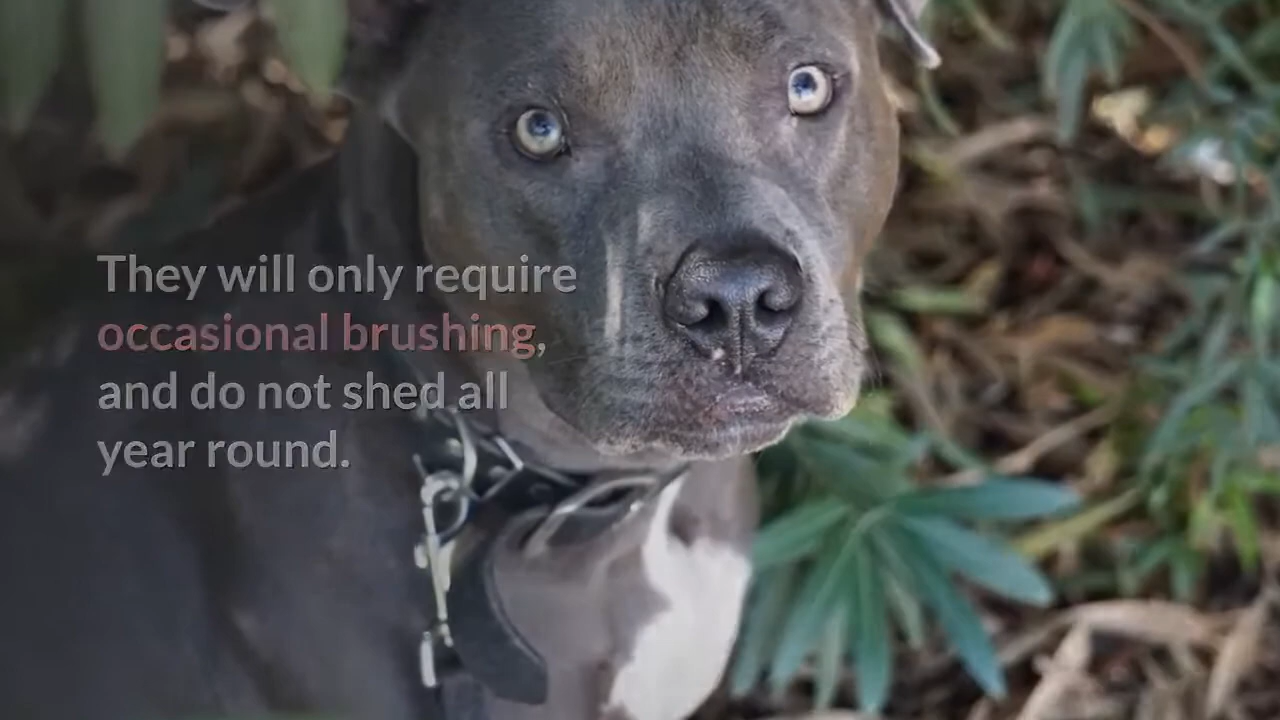 They will only require
occasional brushing,
and do not shed all
year round.